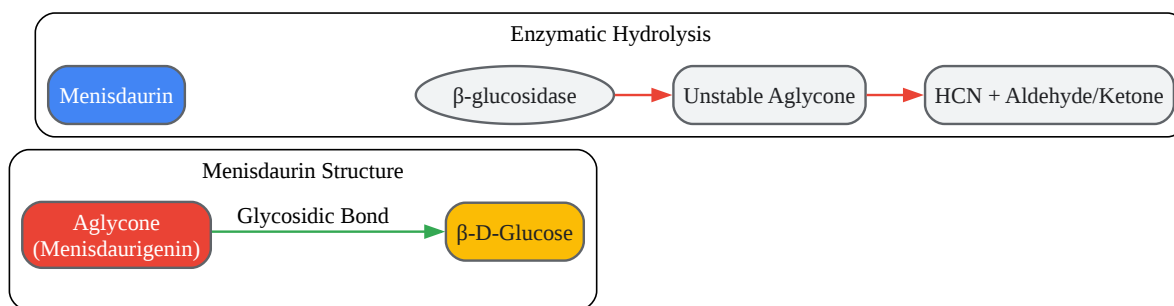 Enzymatic Hydrolysis
Menisdaurin
β-glucosidase
Unstable Aglycone
HCN + Aldehyde/Ketone
Menisdaurin Structure
Aglycone
(Menisdaurigenin)
Glycosidic Bond
β-D-Glucose